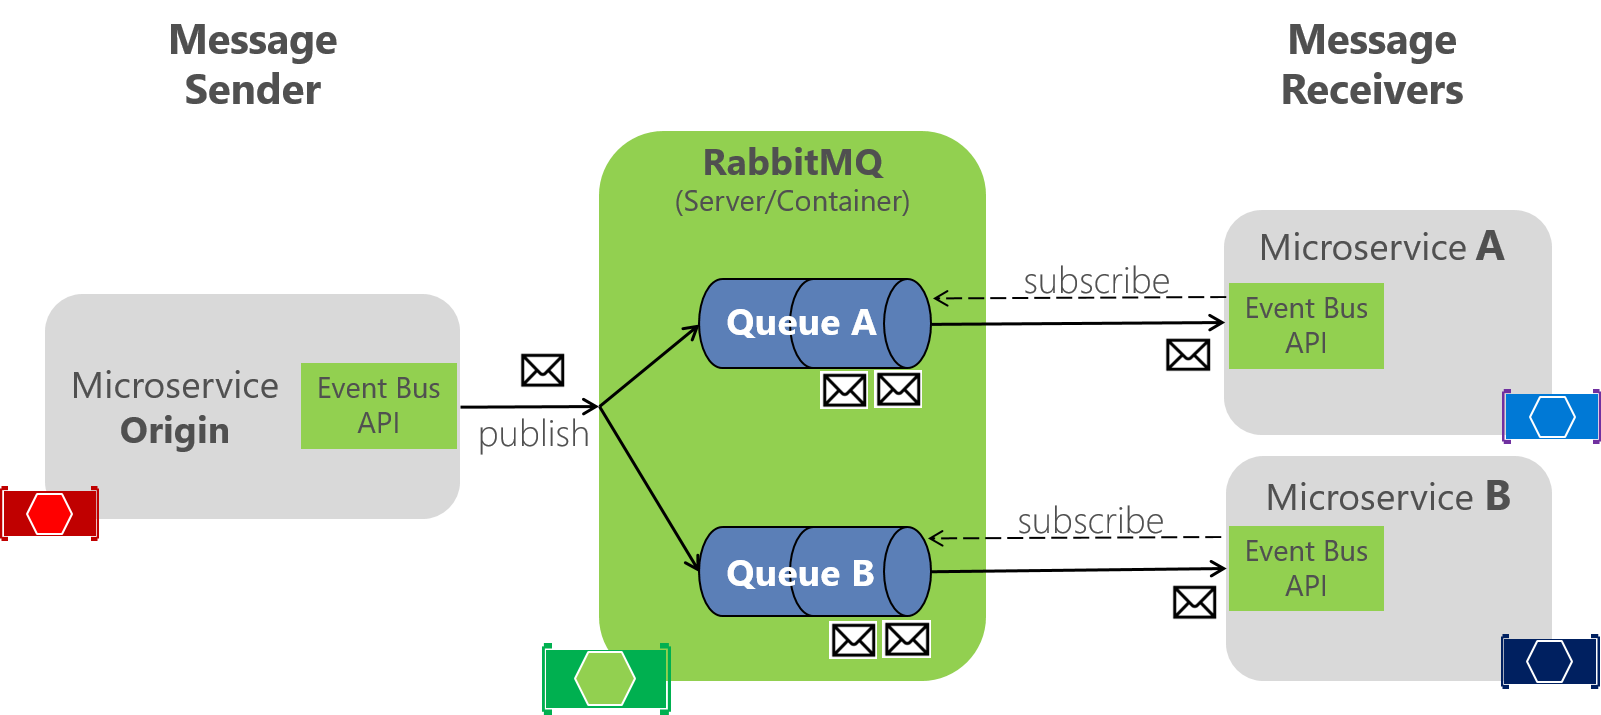 Message
Sender
Message
Receivers
RabbitMQ
(Server/Container)
Microservice A
subscribe
Queue A
Event Bus
API
Microservice
Origin
Event Bus
API
publish
Microservice B
subscribe
Queue B
Event Bus
API